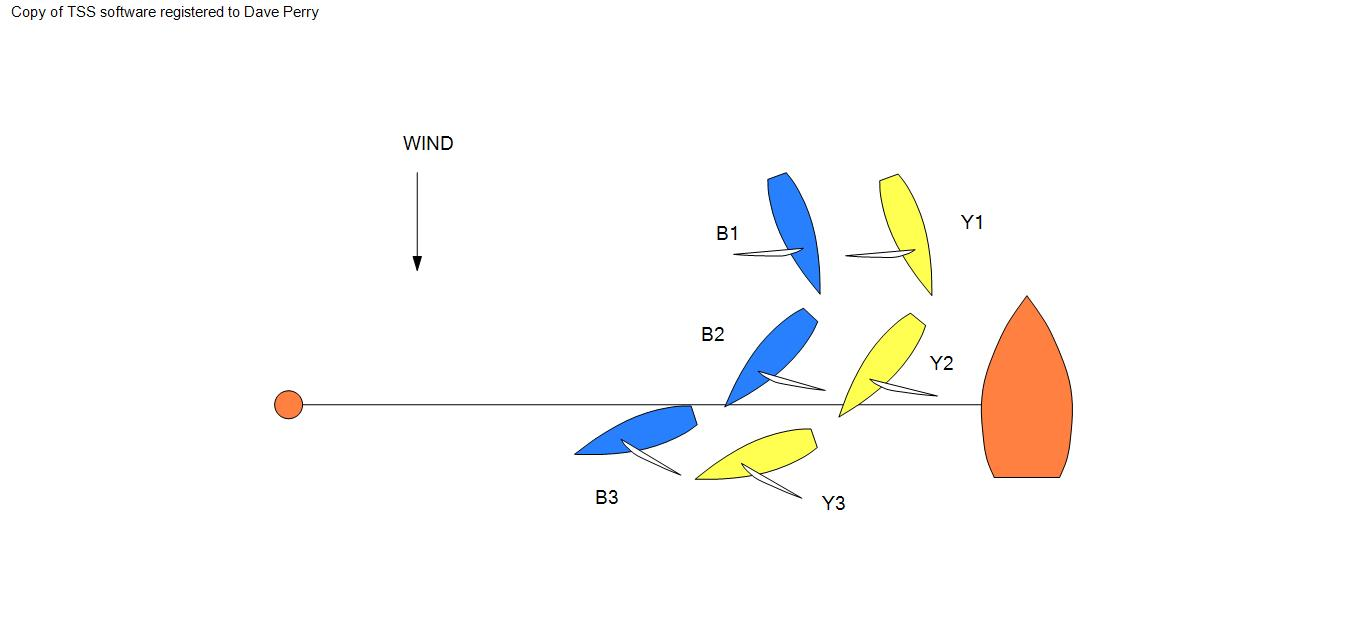 Copy of TSS software registered to Dave Perry
WIND
B1
Y1
B2
Y2
B3
Y3